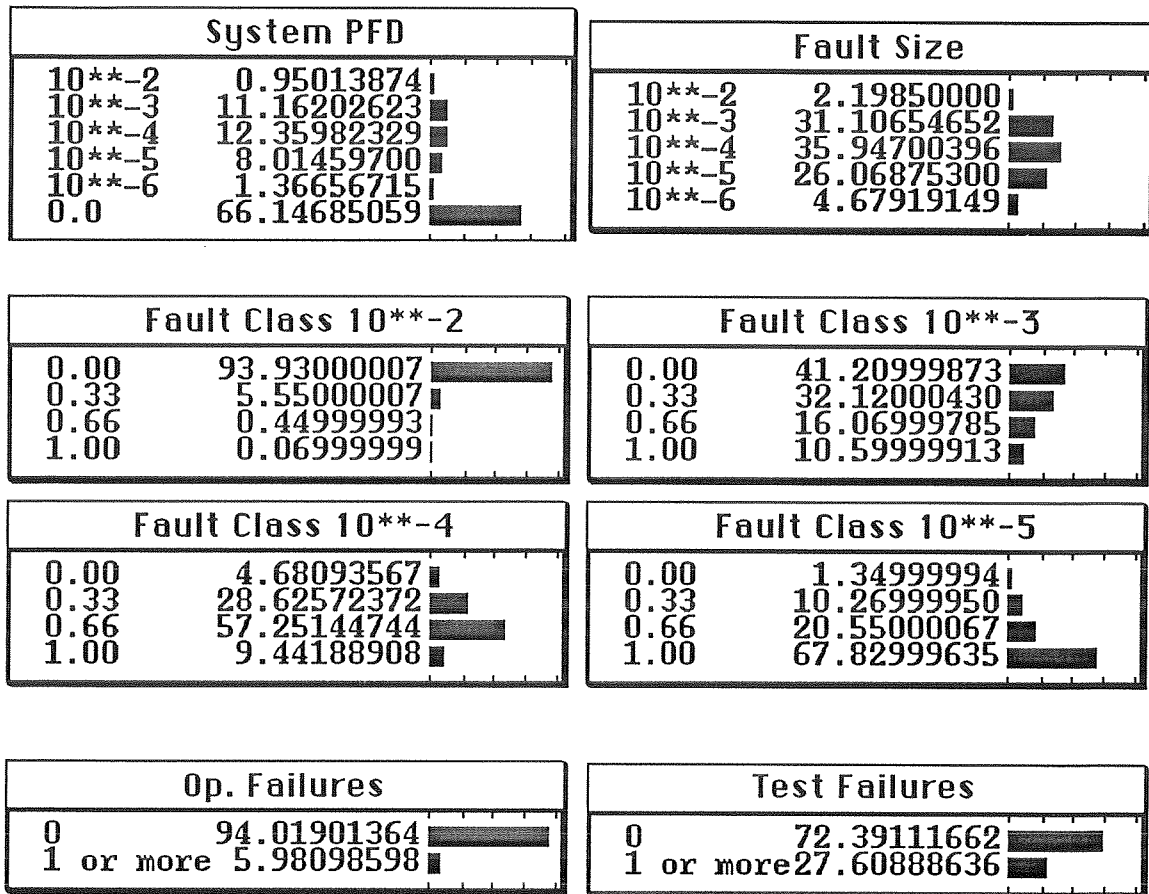 System PFD
10**-2 0.95013874
10**-3 11.16202623
10**-4 12.35982329
10**-5 8.01459700
10**-6 1.36656715
0.0 66.14685059
Fault Size
10**-2 2.19850000
10**-3 31.10654652
10**-4 35.94700396
10**-5 26.06875300
10**-6 4.67919149
Fault Class 10**-2
0.00 93.93000007
0.33 5.55000007
0.66 0.44999993
1.00 0.06999999
Fault Class 10**-3
0.00 41.20999873
0.33 32.12000430
0.66 16.06999785
1.00 10.59999913
Fault Class 10**-4
0.00 4.68093567
0.33 28.62572372
0.66 57.25144744
1.00 9.44188908
Fault Class 10**-5
0.00 1.34999994
0.33 10.26999950
0.66 20.55000067
1.00 67.82999635
Op. Failures
0 94.01901364
1 or more 5.98098598
Test Failures
0 72.39111662
1 or more 27.60888636